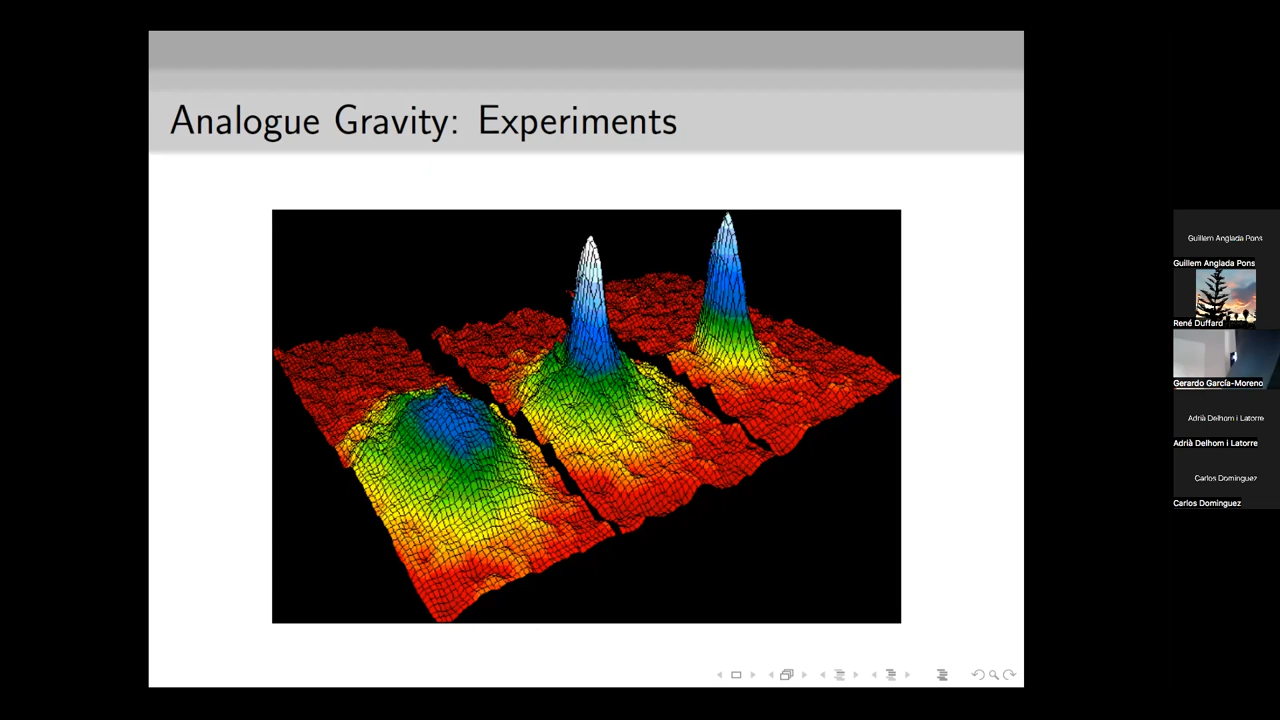 Analogue Gravity: Experiments
Guillem Anglada Pons
Guillem Anglada Pons
René Duffard
Gerardo García-Moreno
Adrià Delhom i Latorre
Adrià Delhom i Latorre
Carlos Dominguez
Carlos Dominguez